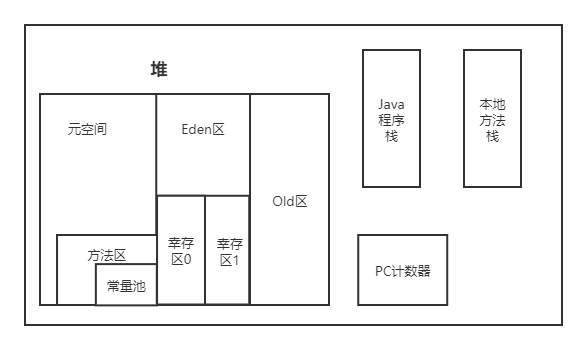 堆
元空间
Eden区
Old区
方法区
常量池
幸存
区0
幸存
区1
Java
程序
栈
本地
方法
栈
PC计数器